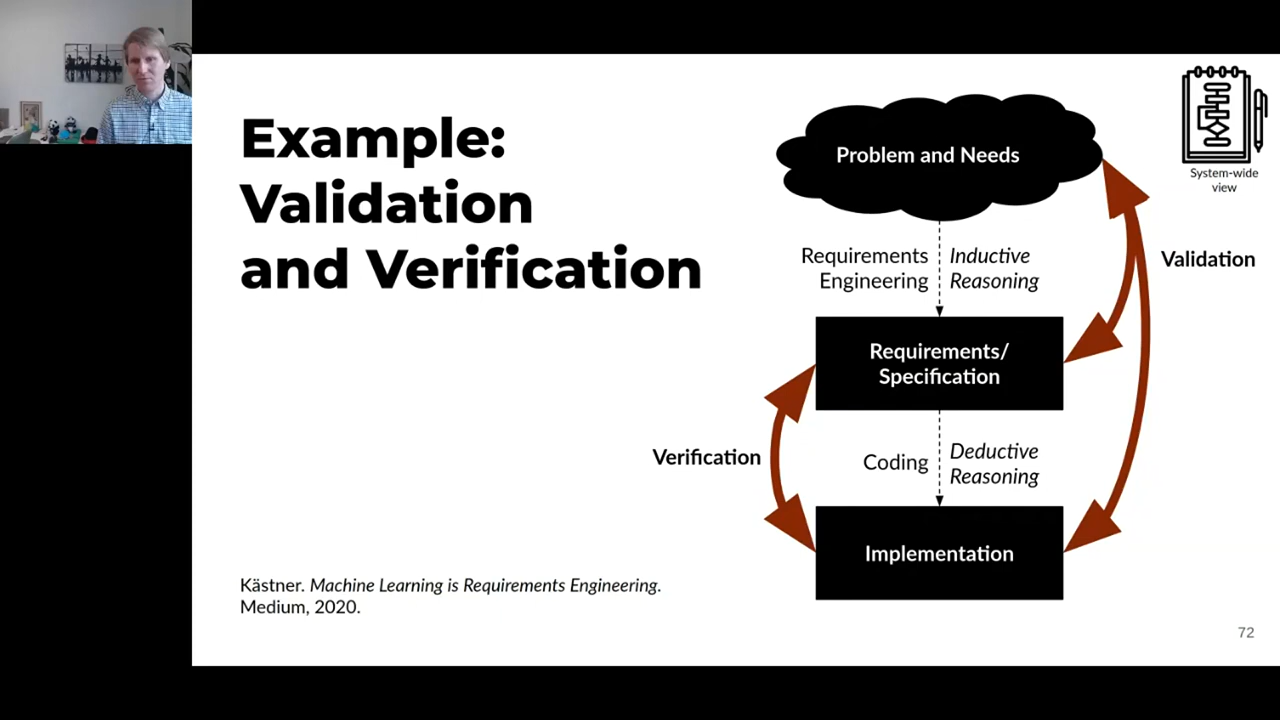 Example:
Validation
and Verification
Problem and Needs
System-wide
view
Requirements
Engineering
Inductive
Reasoning
Validation
Requirements/
Specification
Verification
Coding
Deductive
Reasoning
Implementation
Kästner. Machine Learning is Requirements Engineering.
Medium, 2020.
72